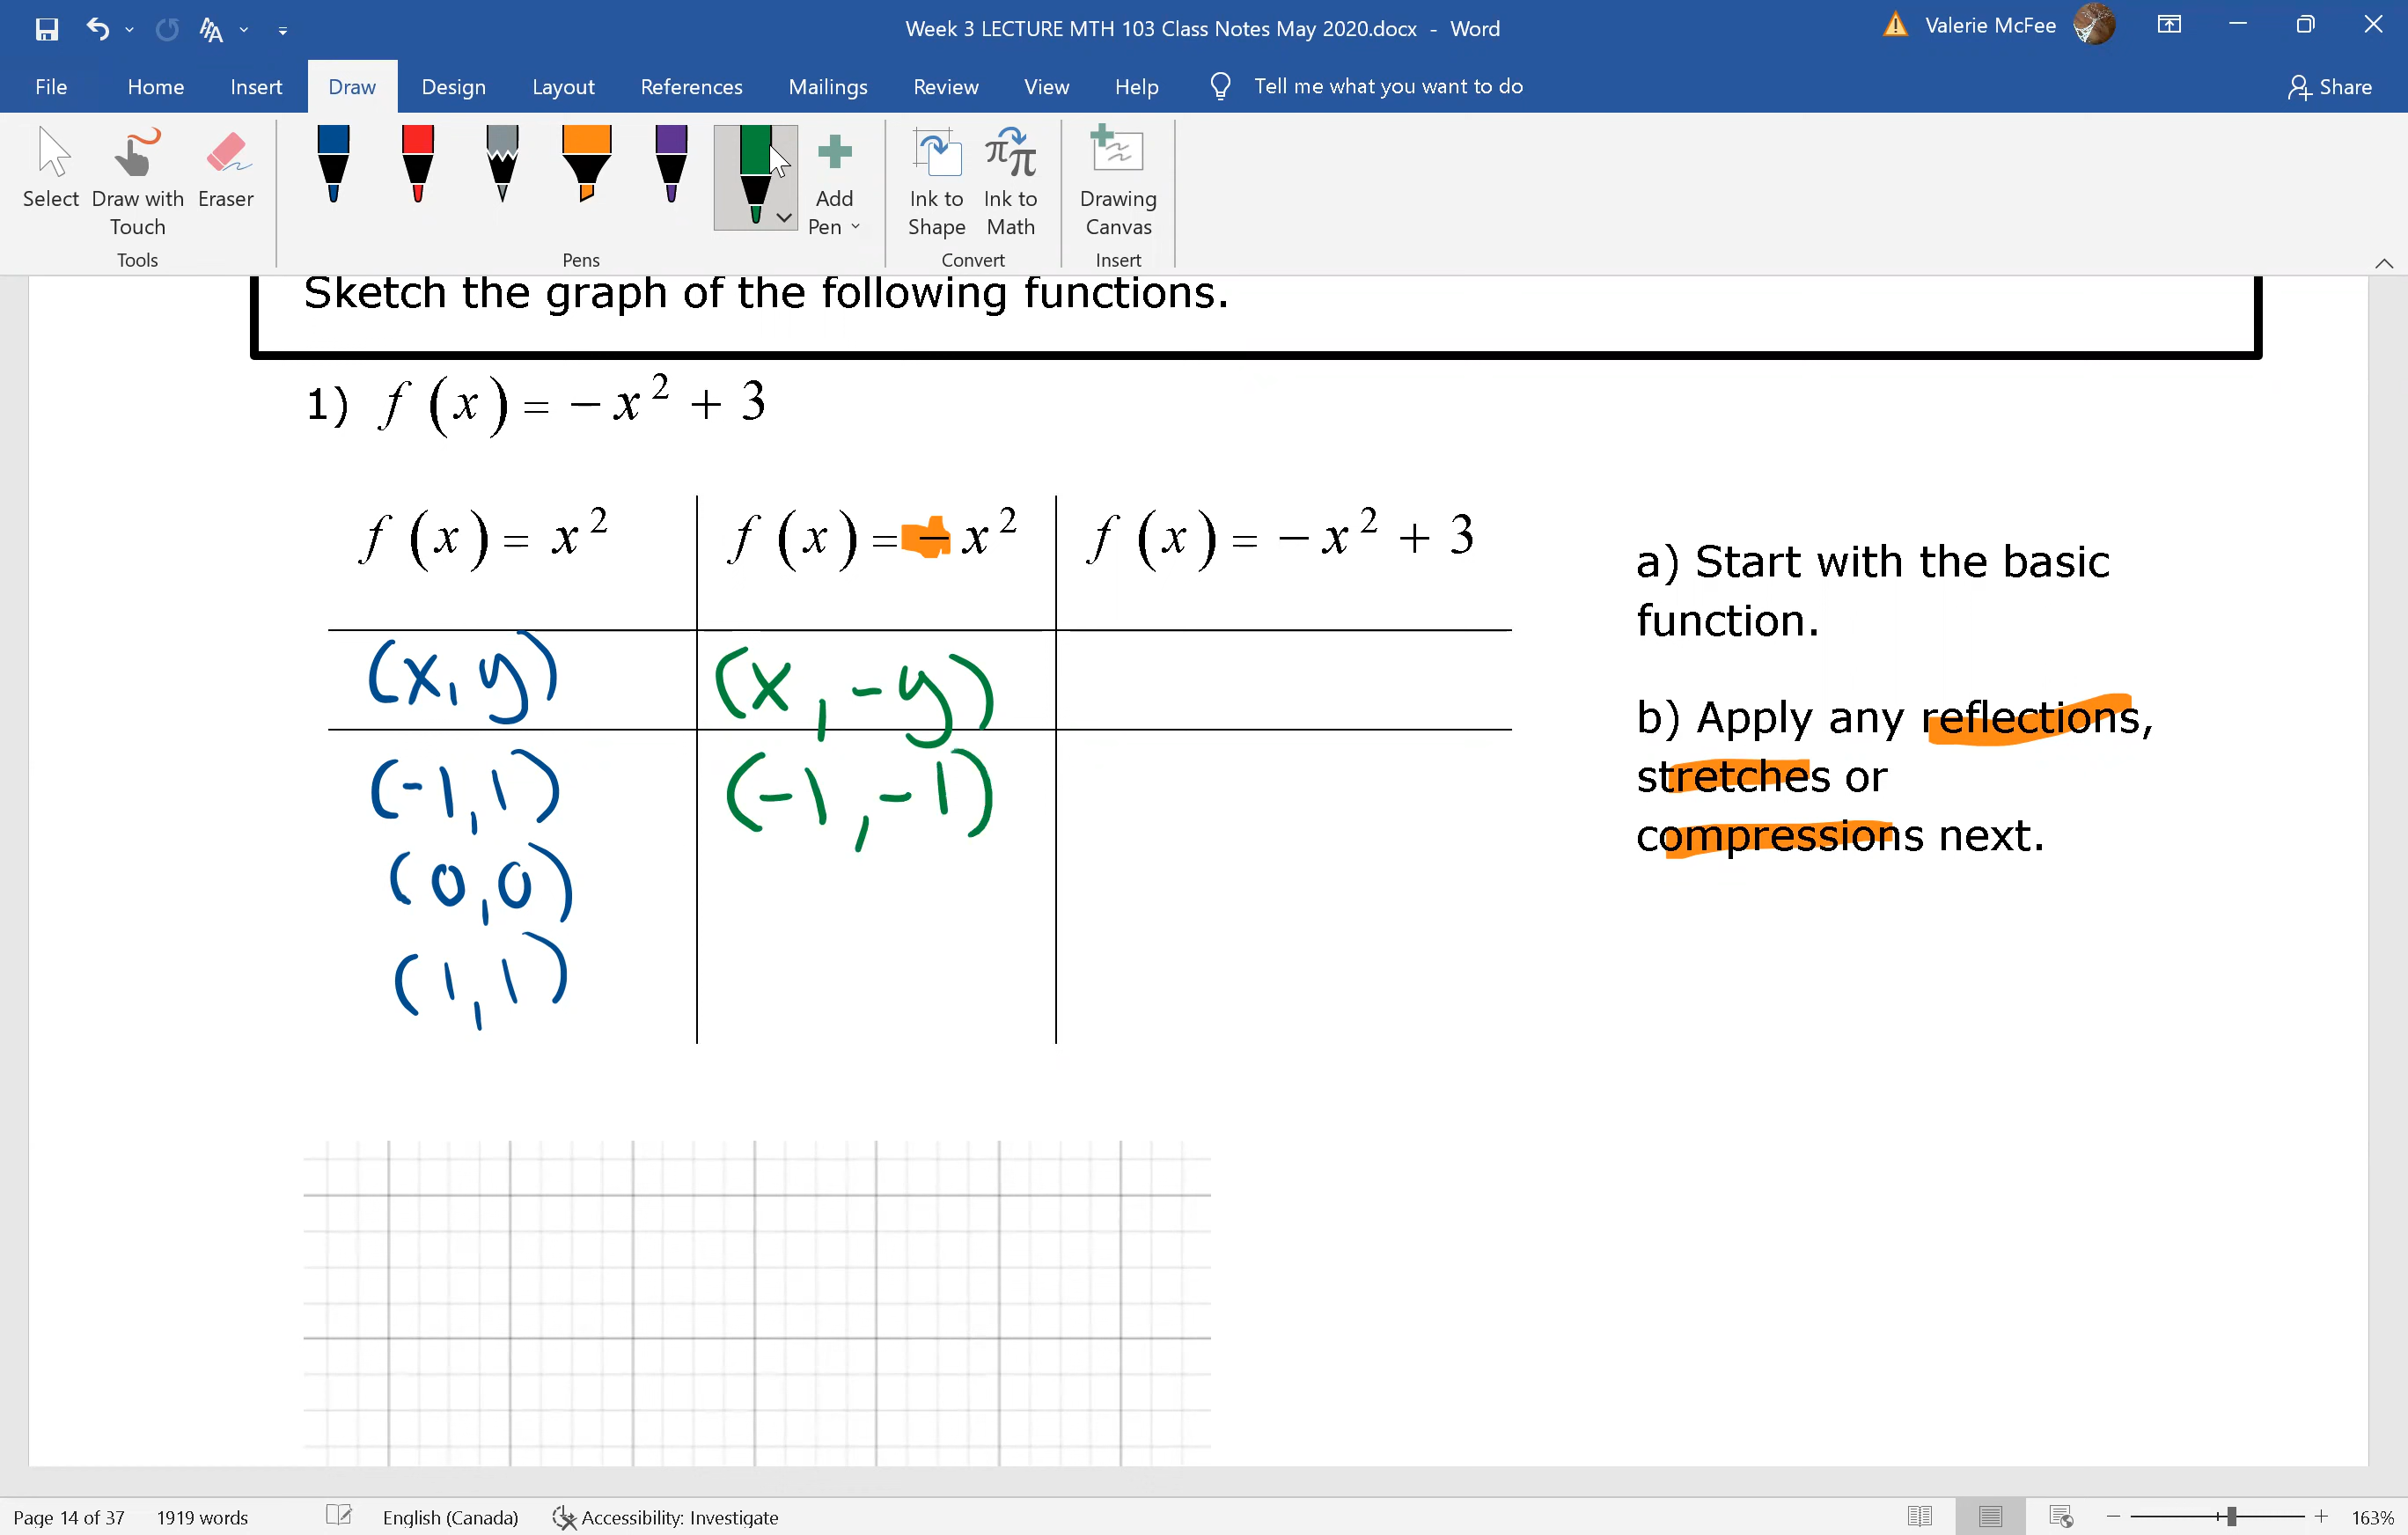 Week 3 LECTURE MTH 103 Class Notes May 2020.docx - Word
Valerie McFee
File Home Insert Draw Design Layout References Mailings Review View Help Tell me what you want to do Share
Select Draw with Touch Eraser
Add Pen
Ink to Shape Ink to Math
Drawing Canvas
Tools Pens Convert Insert
Sketch the graph of the following functions.
1) f(x) = −x² + 3
f(x) = x² f(x) = −x² f(x) = −x² + 3
(x, y) (x, -y)
(-1, 1) (-1, -1)
(0, 0)
(1, 1)
a) Start with the basic
function.
b) Apply any reflections,
stretches or
compressions next.
Page 14 of 37 1919 words English (Canada) Accessibility: Investigate 163%